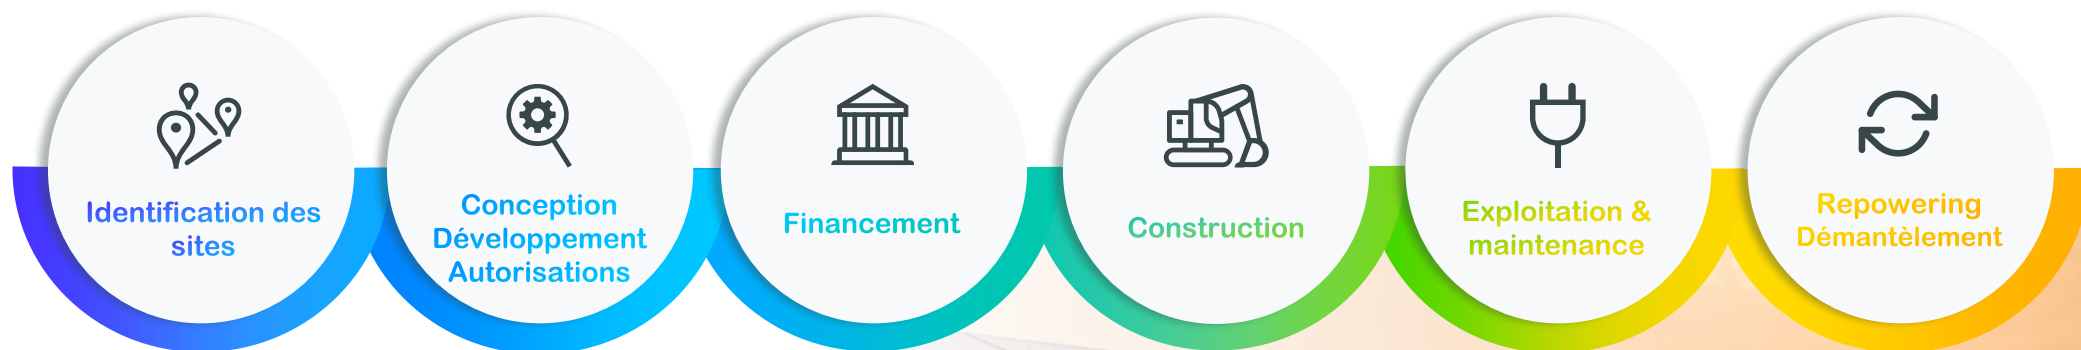 Identification des
sites
Conception
Développement
Autorisations
Financement
Construction
Exploitation &
maintenance
Repowering
Démantèlement